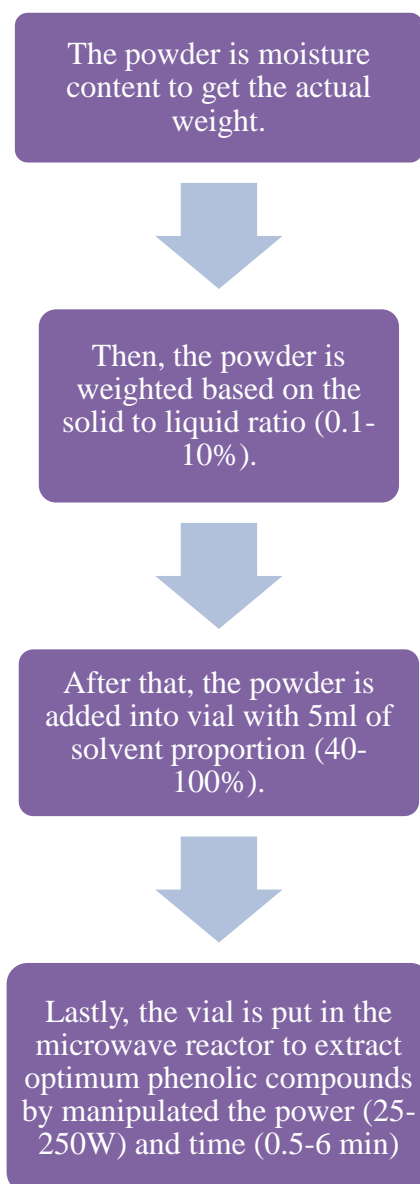 The powder is moisture
content to get the actual
weight.
Then, the powder is
weighted based on the
solid to liquid ratio (0.1-
10%).
After that, the powder is
added into vial with 5ml of
solvent proportion (40-
100%).
Lastly, the vial is put in the
microwave reactor to extract
optimum phenolic compounds
by manipulated the power (25-
250W) and time (0.5-6 min)